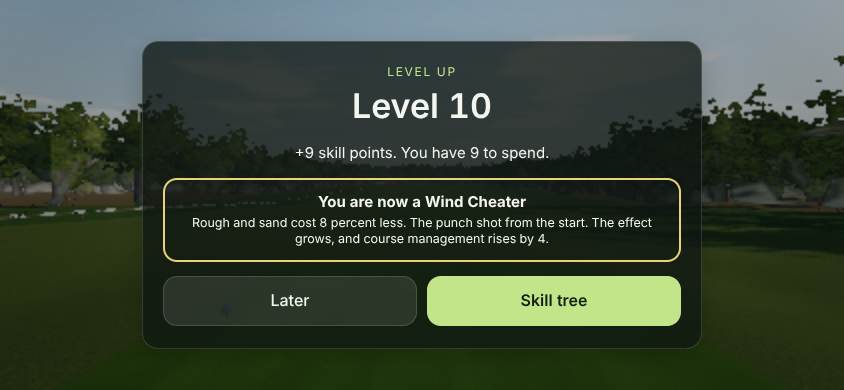 LEVEL UP
Level 10
+9 skill points. You have 9 to spend.
You are now a Wind Cheater
Rough and sand cost 8 percent less. The punch shot from the start. The effect
grows, and course management rises by 4.
Later
Skill tree